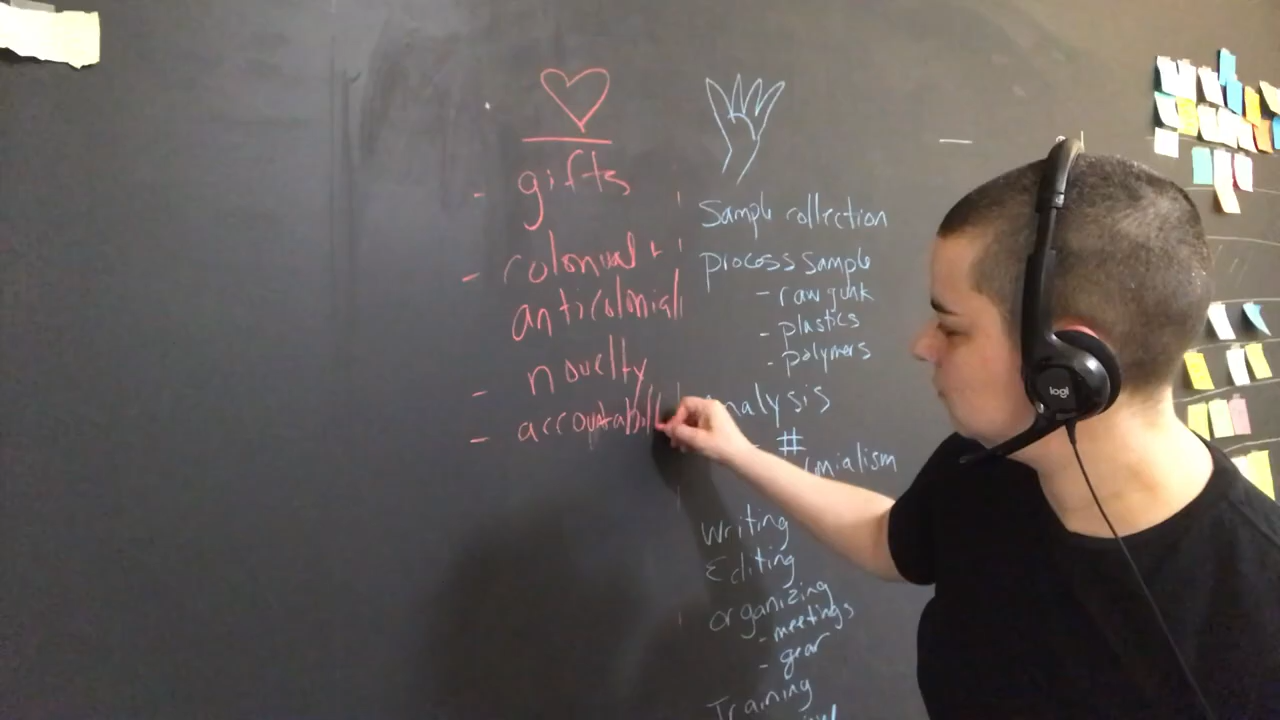 - gifts
- colonial +
anticolonial
- novelty
- accountabil
Sample collection
process sample
- raw gunk
- plastics
- polymers
analysis
- #
onialism
Writing
Editing
organizing
- meetings
- gear
Training
logi